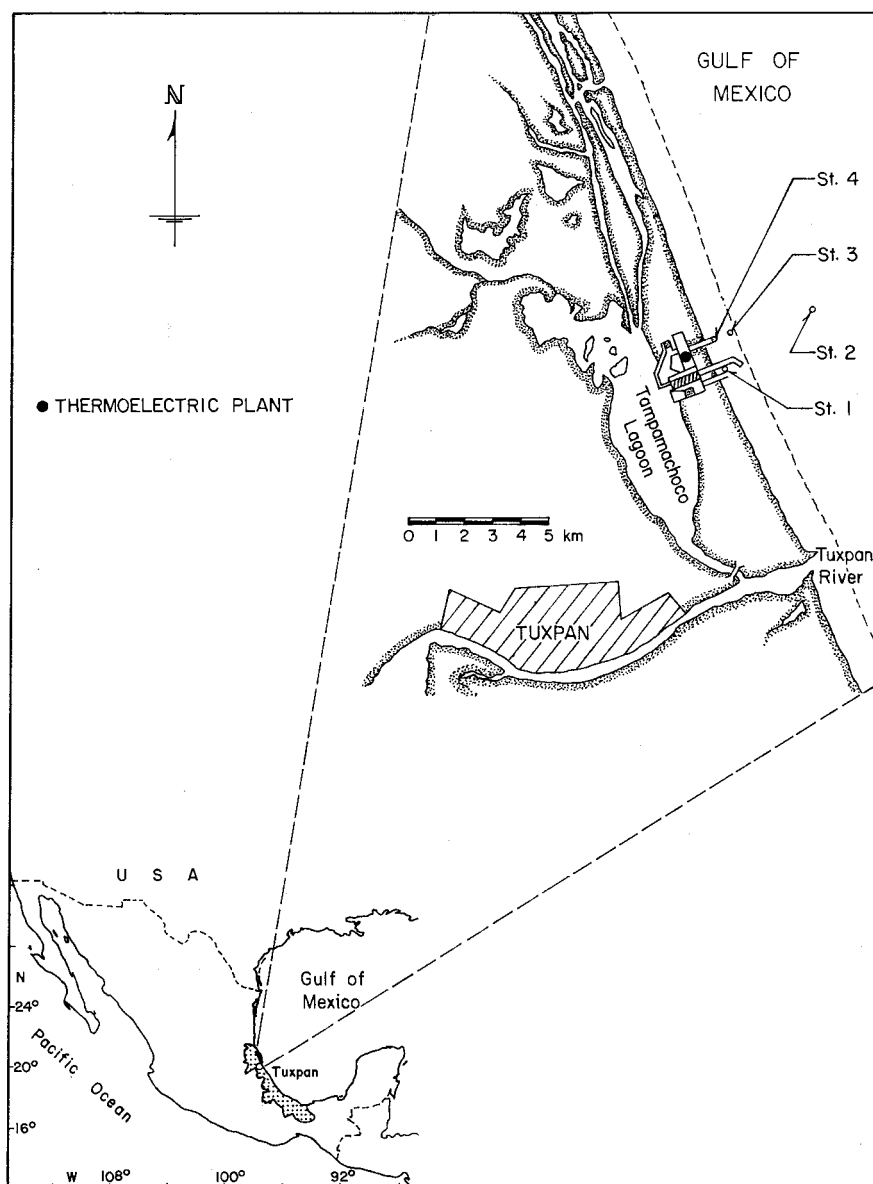 GULF OF
MEXICO
N
St. 4
St. 3
St. 2
St. 1
THERMOELECTRIC PLANT
Tampamachoco
Lagoon
0 1 2 3 4 5 km
Tuxpan
River
TUXPAN
U S A
Gulf of
Mexico
N
24°
20°
16°
Tuxpan
Pacific Ocean
W 108° 100° 92°